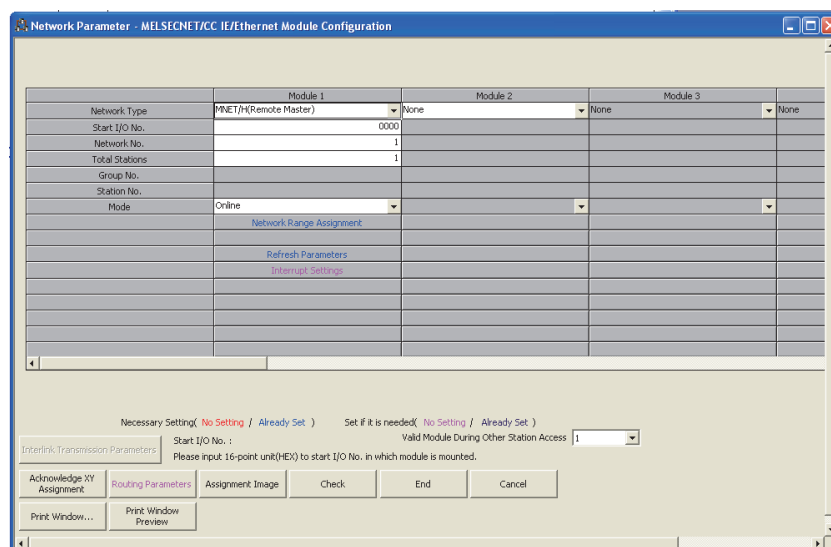 Network Parameter - MELSECNET/CC IE/Ethernet Module Configuration
Module 1 Module 2 Module 3
Network Type MNET/H(Remote Master) None None None
Start I/O No. 0000
Network No. 1
Total Stations 1
Group No.
Station No.
Mode Online
Network Range Assignment
Refresh Parameters
Interrupt Settings
Necessary Setting( No Setting / Already Set ) Set if it is needed( No Setting / Already Set )
Interlink Transmission Parameters
Start I/O No. : Valid Module During Other Station Access 1
Please input 16-point unit(HEX) to start I/O No. in which module is mounted.
Acknowledge XY
Assignment
Routing Parameters Assignment Image Check End Cancel
Print Window... Print Window
Preview